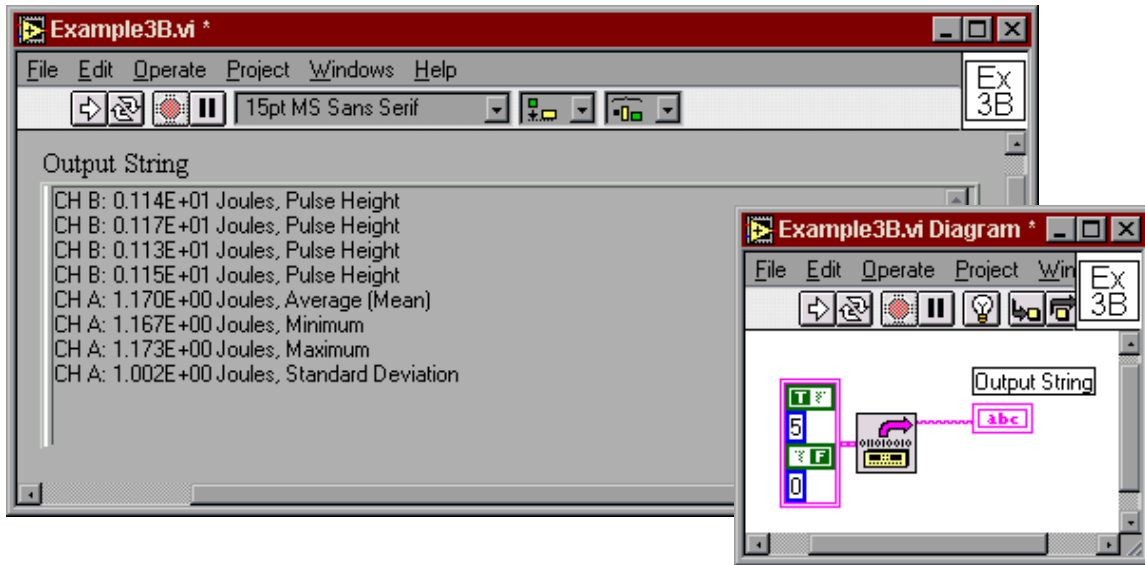 Example3B.vi *
File Edit Operate Project Windows Help
Ex
3B
15pt MS Sans Serif
Output String
CH B: 0.114E+01 Joules, Pulse Height
CH B: 0.117E+01 Joules, Pulse Height
CH B: 0.113E+01 Joules, Pulse Height
CH B: 0.115E+01 Joules, Pulse Height
CH A: 1.170E+00 Joules, Average (Mean)
CH A: 1.167E+00 Joules, Minimum
CH A: 1.173E+00 Joules, Maximum
CH A: 1.002E+00 Joules, Standard Deviation
Example3B.vi Diagram *
File Edit Operate Project Win
Ex
3B
Output String
T
abc
5
011010010
F
0